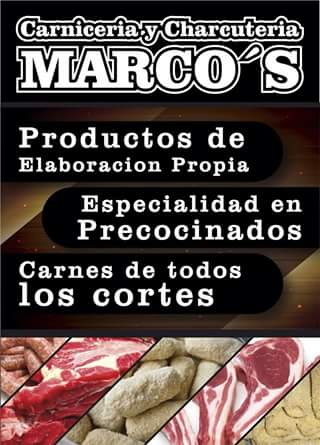 Carniceria y Charcuteria
MARCO´S
Productos de
Elaboracion Propia
Especialidad en
Precocinados
Carnes de todos
los cortes